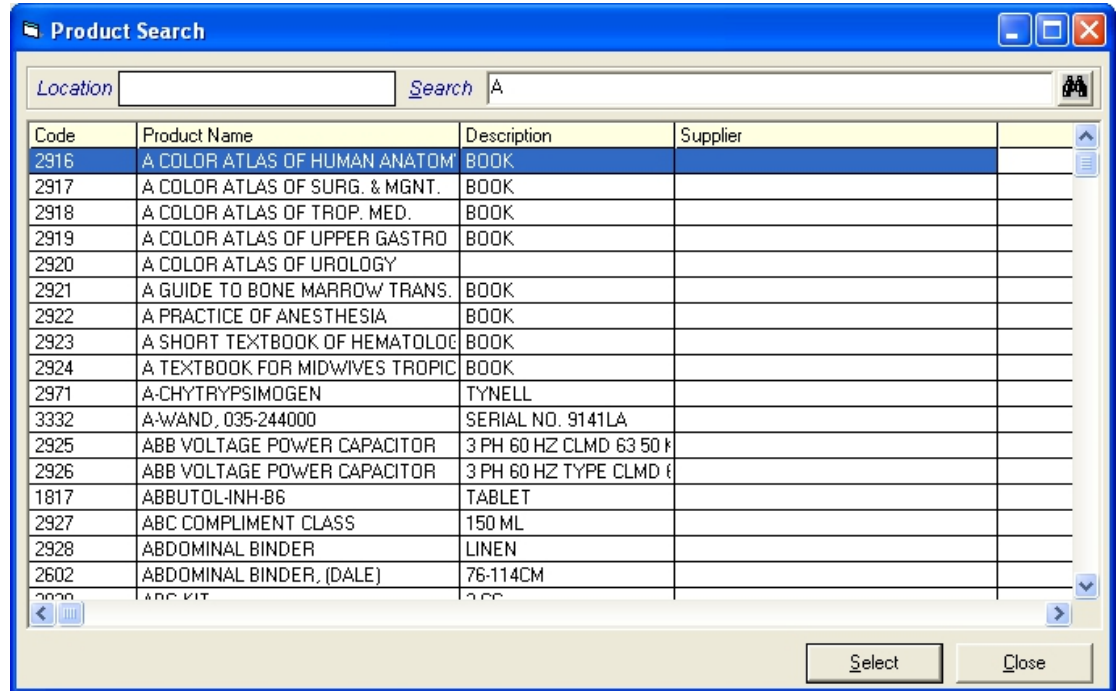 Product Search
Location Search A
Code Product Name Description Supplier
2916 A COLOR ATLAS OF HUMAN ANATOM BOOK
2917 A COLOR ATLAS OF SURG. & MGNT. BOOK
2918 A COLOR ATLAS OF TROP. MED. BOOK
2919 A COLOR ATLAS OF UPPER GASTRO BOOK
2920 A COLOR ATLAS OF UROLOGY
2921 A GUIDE TO BONE MARROW TRANS. BOOK
2922 A PRACTICE OF ANESTHESIA BOOK
2923 A SHORT TEXTBOOK OF HEMATOLOG BOOK
2924 A TEXTBOOK FOR MIDWIVES TROPIC BOOK
2971 A-CHYTRYPSIMOGEN TYNELL
3332 A-WAND, 035-244000 SERIAL NO. 9141LA
2925 ABB VOLTAGE POWER CAPACITOR 3 PH 60 HZ CLMD 63 50
2926 ABB VOLTAGE POWER CAPACITOR 3 PH 60 HZ TYPE CLMD
1817 ABBUTOL-INH-B6 TABLET
2927 ABC COMPLIMENT CLASS 150 ML
2928 ABDOMINAL BINDER LINEN
2602 ABDOMINAL BINDER, (DALE) 76-114CM
Select Close